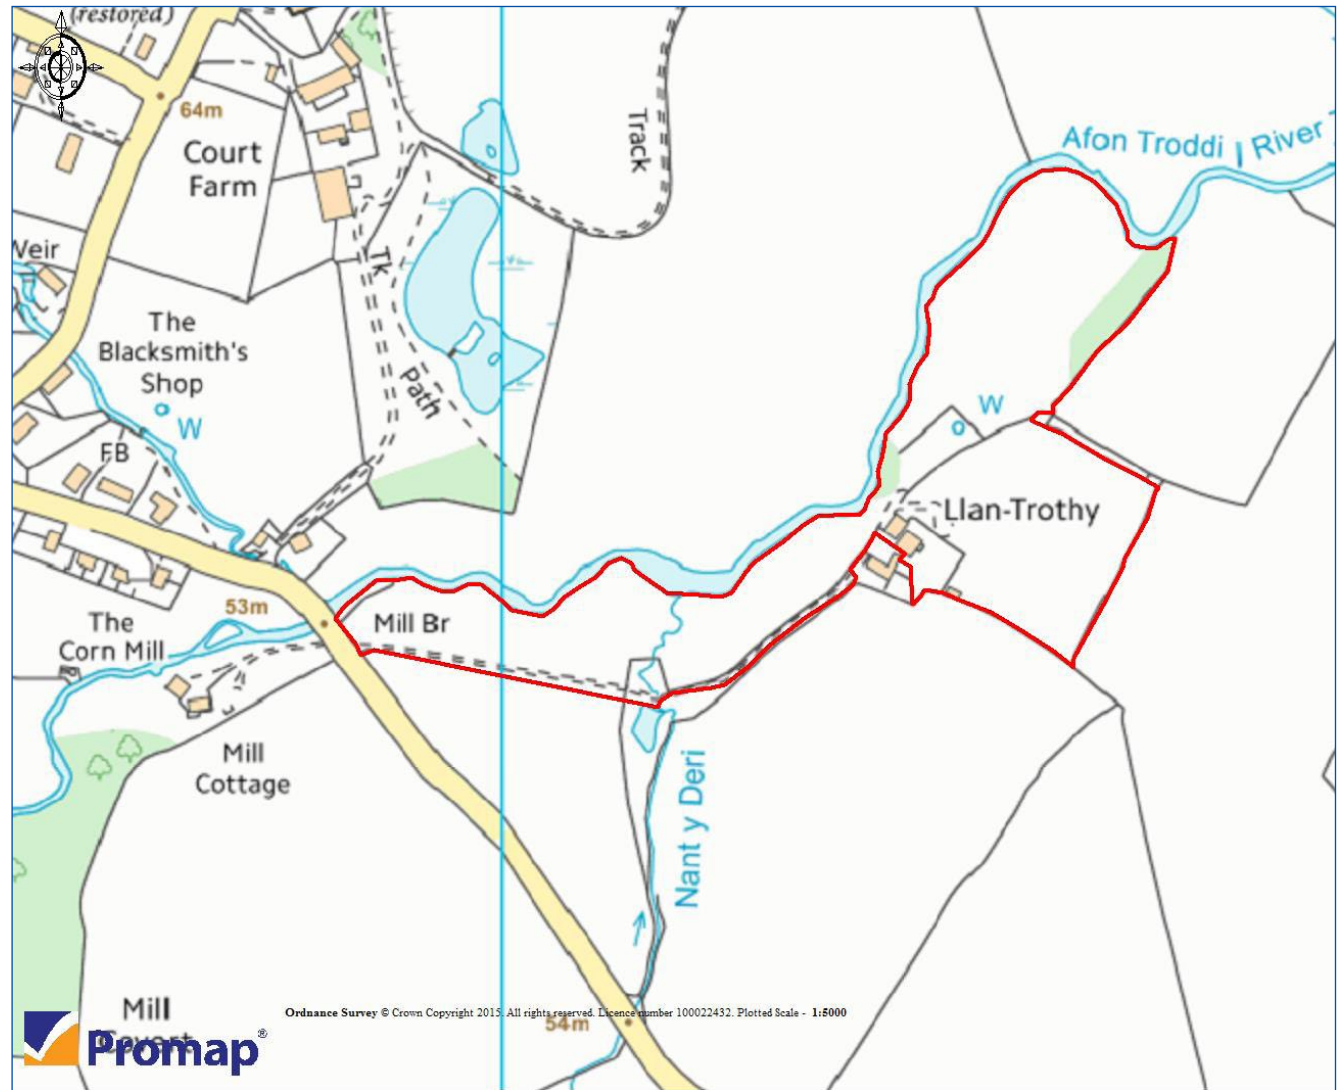 (restored)
64m
Court
Farm
Track
Afon Troddi | River
Weir
Tk
The
Blacksmith's
Shop
Path
W
W
FB
Llan-Trothy
53m
Mill Br
The
Corn Mill
Mill
Cottage
Nant y Deri
Mill
Covert
Ordnance Survey © Crown Copyright 2015. All rights reserved. Licence number 100022432. Plotted Scale - 1:5000
54m
Promap®